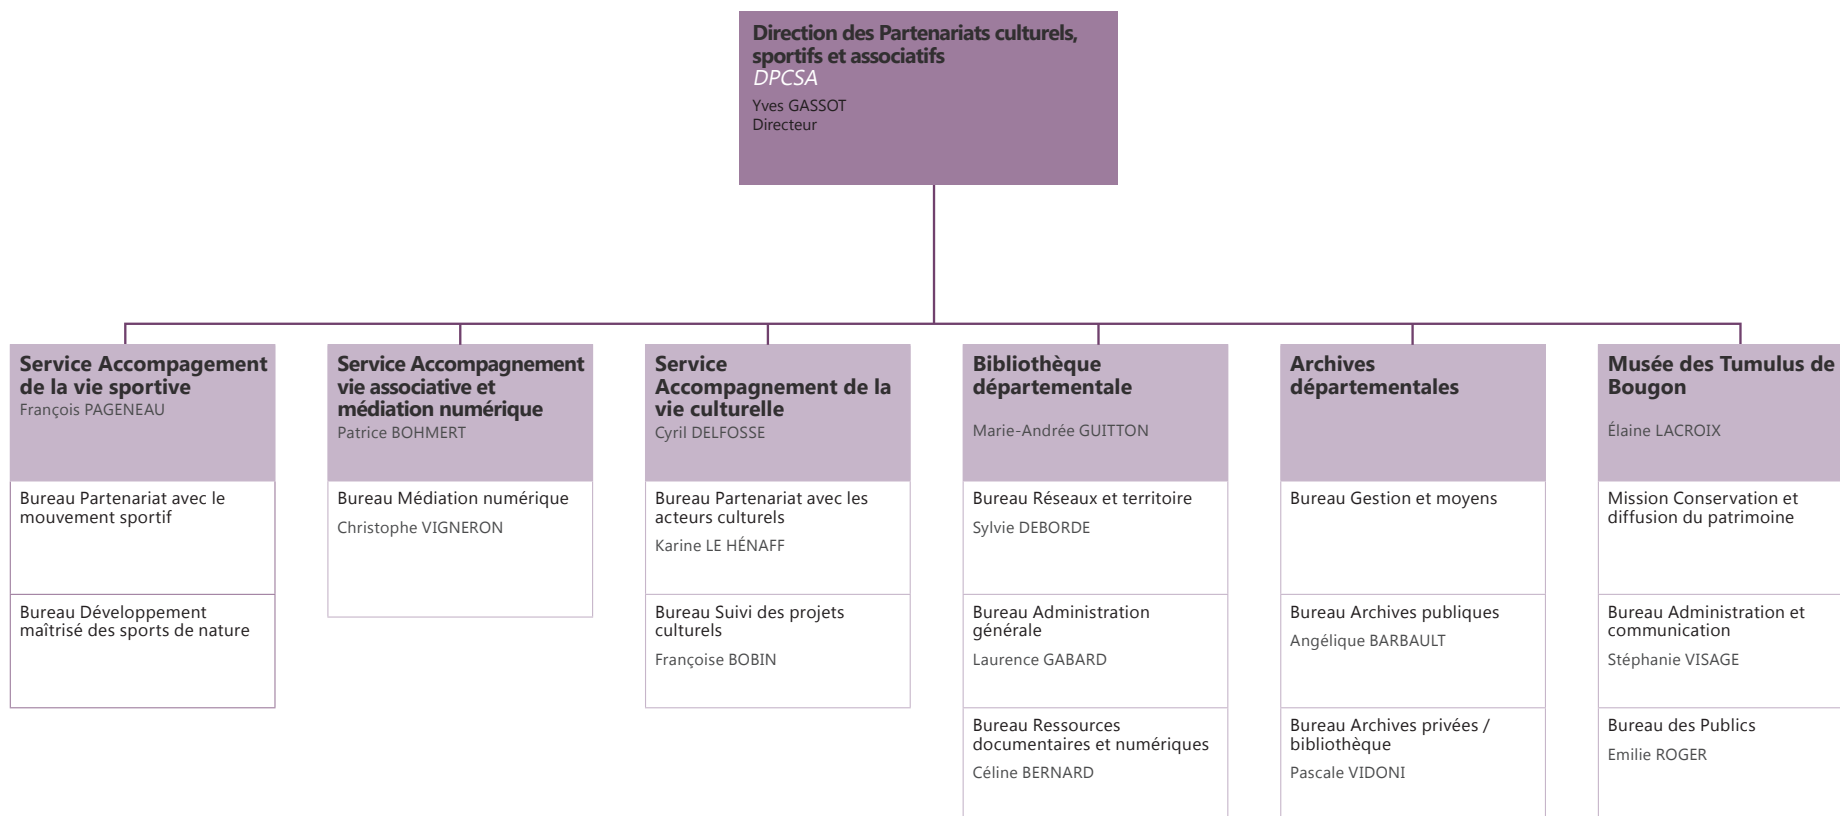 Direction des Partenariats culturels,
sportifs et associatifs
DPCSA
Yves GASSOT
Directeur
Service Accompagement
de la vie sportive
François PAGENEAU
Bureau Partenariat avec le
mouvement sportif
Bureau Développement
maîtrisé des sports de nature
Service Accompagnement
vie associative et
médiation numérique
Patrice BOHMERT
Bureau Médiation numérique
Christophe VIGNERON
Service
Accompagnement de la
vie culturelle
Cyril DELFOSSE
Bureau Partenariat avec les
acteurs culturels
Karine LE HÉNAFF
Bureau Suivi des projets
culturels
Françoise BOBIN
Bibliothèque
départementale
Marie-Andrée GUITTON
Bureau Réseaux et territoire
Sylvie DEBORDE
Bureau Administration
générale
Laurence GABARD
Bureau Ressources
documentaires et numériques
Céline BERNARD
Archives
départementales
Bureau Gestion et moyens
Bureau Archives publiques
Angélique BARBAULT
Bureau Archives privées /
bibliothèque
Pascale VIDONI
Musée des Tumulus de
Bougon
Élaine LACROIX
Mission Conservation et
diffusion du patrimoine
Bureau Administration et
communication
Stéphanie VISAGE
Bureau des Publics
Emilie ROGER